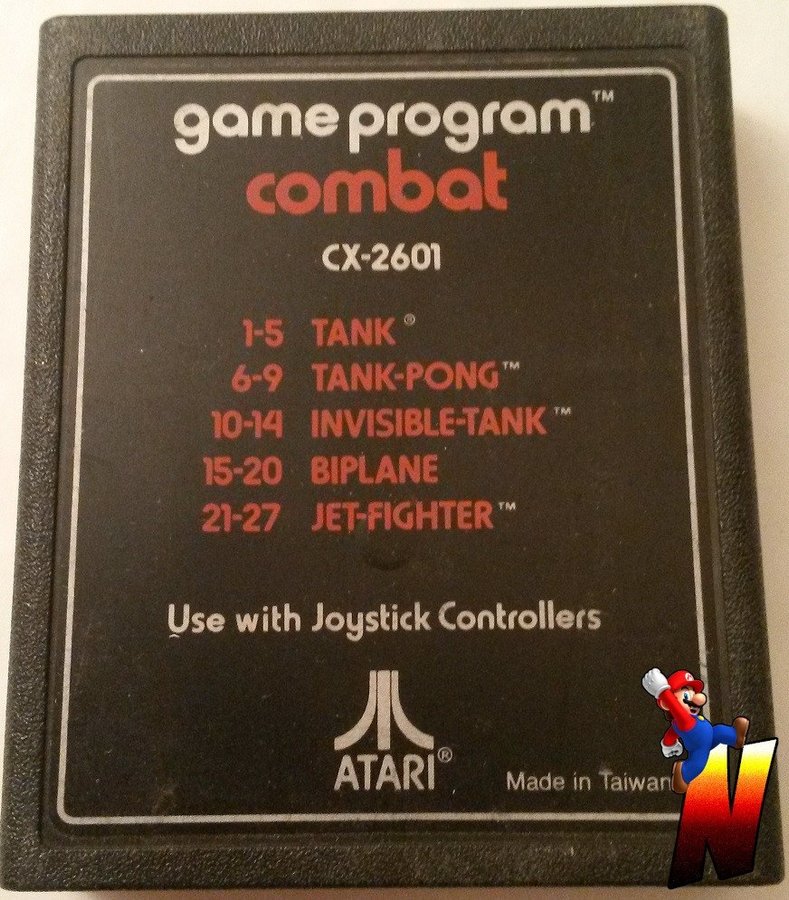 game program™
combat
CX-2601
1-5 TANK®
6-9 TANK-PONG™
10-14 INVISIBLE-TANK™
15-20 BIPLANE
21-27 JET-FIGHTER™
Use with Joystick Controllers
ATARI®
Made in Taiwan
N